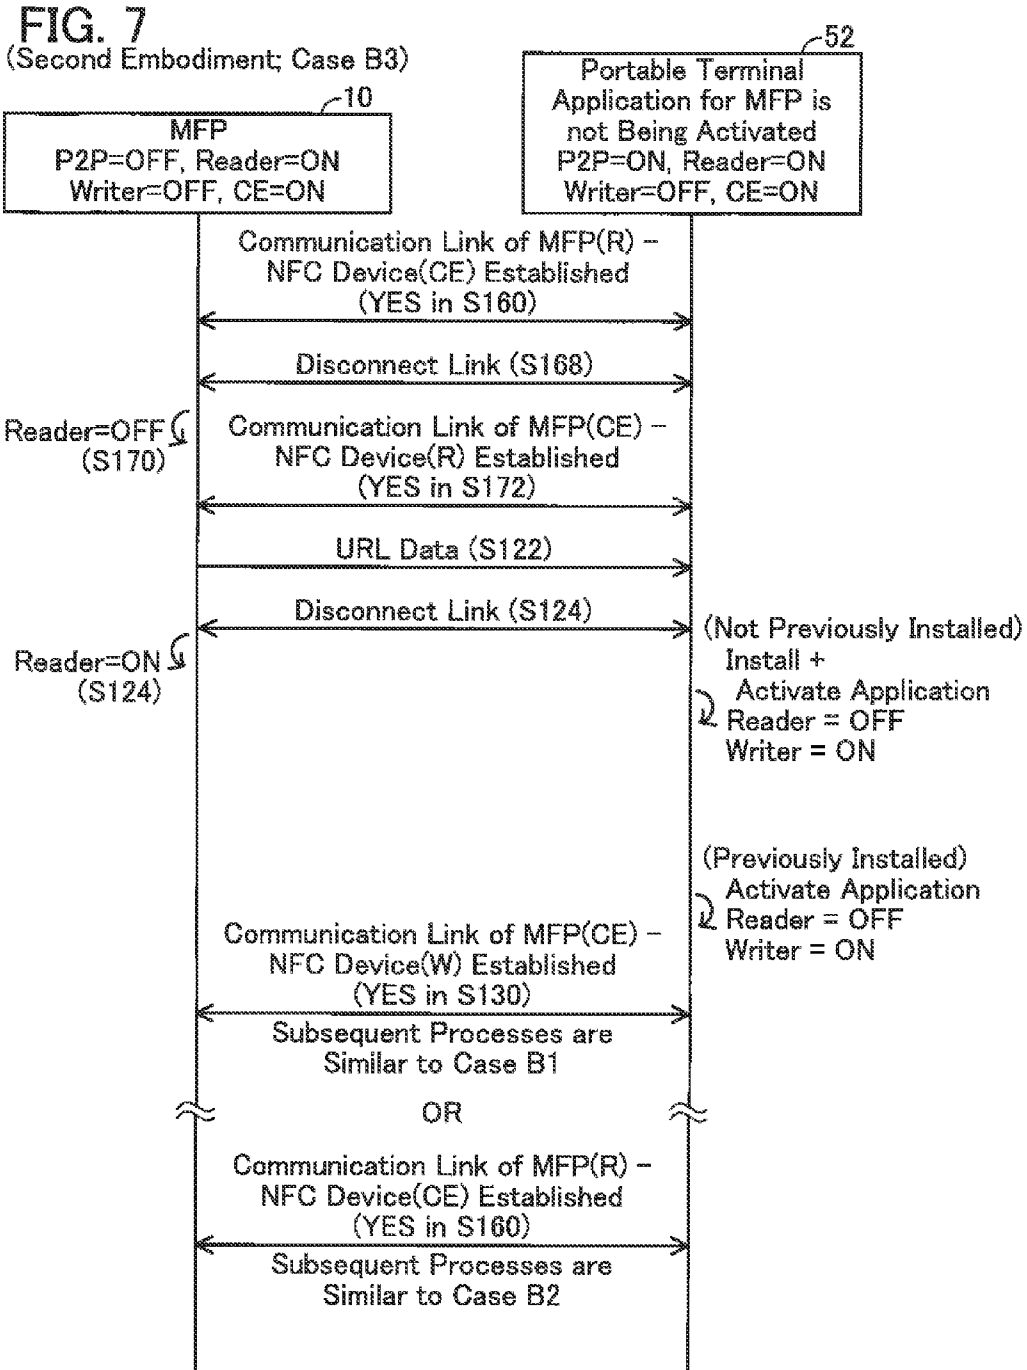 FIG. 7
(Second Embodiment; Case B3)
52
Portable Terminal
Application for MFP is
not Being Activated
P2P=ON, Reader=ON
Writer=OFF, CE=ON
10
MFP
P2P=OFF, Reader=ON
Writer=OFF, CE=ON
Communication Link of MFP(R) –
NFC Device(CE) Established
(YES in S160)
Disconnect Link (S168)
Reader=OFF
(S170)
Communication Link of MFP(CE) –
NFC Device(R) Established
(YES in S172)
URL Data (S122)
Disconnect Link (S124)
Reader=ON
(S124)
(Not Previously Installed)
Install +
Activate Application
Reader = OFF
Writer = ON
(Previously Installed)
Activate Application
Reader = OFF
Writer = ON
Communication Link of MFP(CE) –
NFC Device(W) Established
(YES in S130)
Subsequent Processes are
Similar to Case B1
OR
Communication Link of MFP(R) –
NFC Device(CE) Established
(YES in S160)
Subsequent Processes are
Similar to Case B2